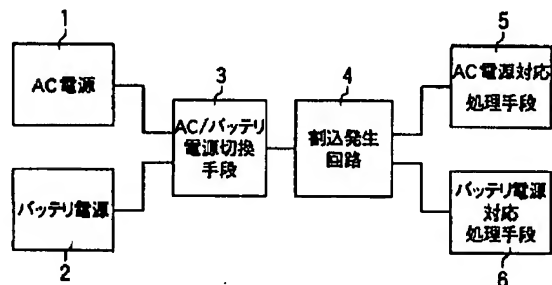 1
AC電源
バッテリ電源
2
3
AC/バッテリ
電源切換
手段
4
割込発生
回路
5
AC電源対応
処理手段
バッテリ電源
対応
処理手段
6